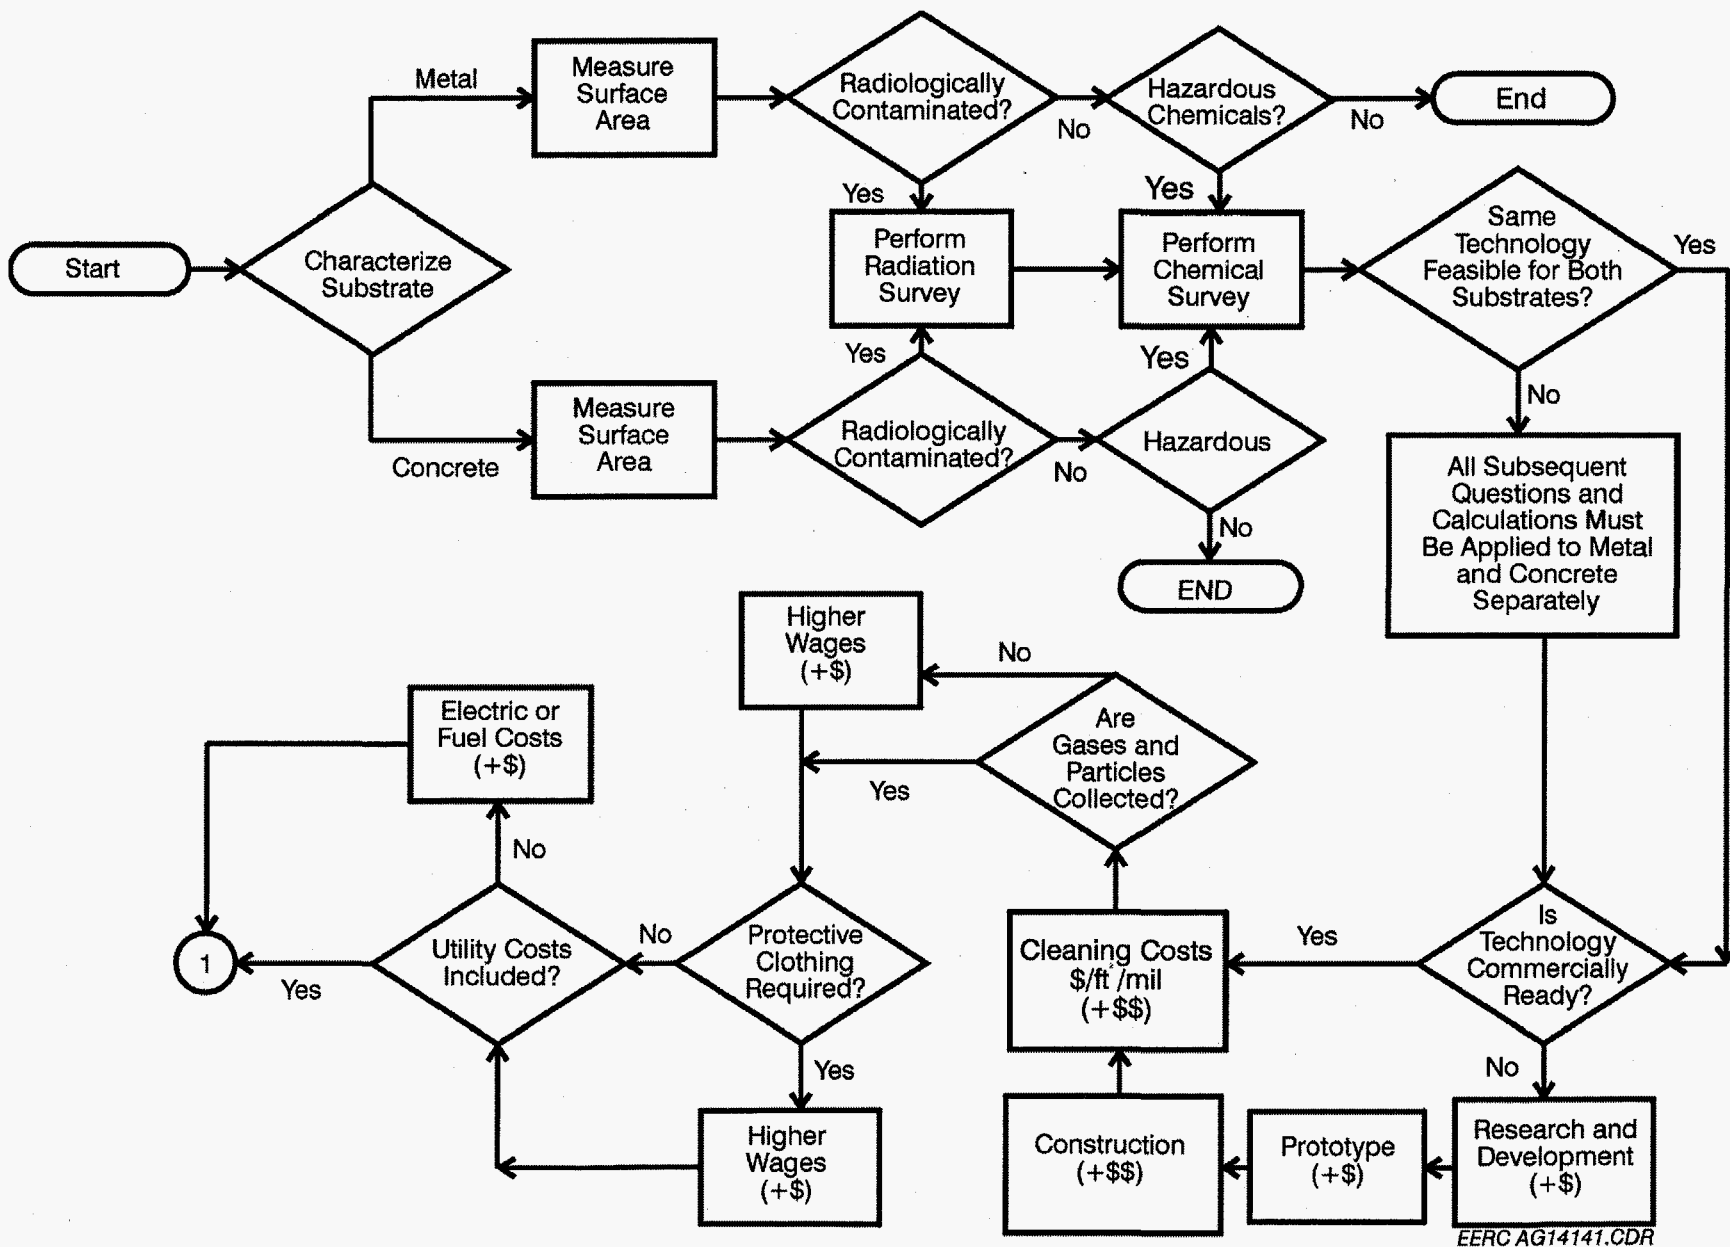 Metal
Measure
Surface
Area
Radiologically
Contaminated?
No
Hazardous
Chemicals?
No
End
Yes
Yes
Start
Characterize
Substrate
Perform
Radiation
Survey
Perform
Chemical
Survey
Same
Technology
Feasible for Both
Substrates?
Yes
Yes
Yes
No
Concrete
Measure
Surface
Area
Radiologically
Contaminated?
No
Hazardous
No
END
All Subsequent
Questions and
Calculations Must
Be Applied to Metal
and Concrete
Separately
Higher
Wages
(+$)
No
Are
Gases and
Particles
Collected?
Yes
Electric or
Fuel Costs
(+$)
No
1
Yes
Utility Costs
Included?
No
Protective
Clothing
Required?
Yes
Higher
Wages
(+$)
Cleaning Costs
$/ft /mil
(+$$)
Yes
Is
Technology
Commercially
Ready?
No
Construction
(+$$)
Prototype
(+$)
Research and
Development
(+$)
EERC AG14141.CDR